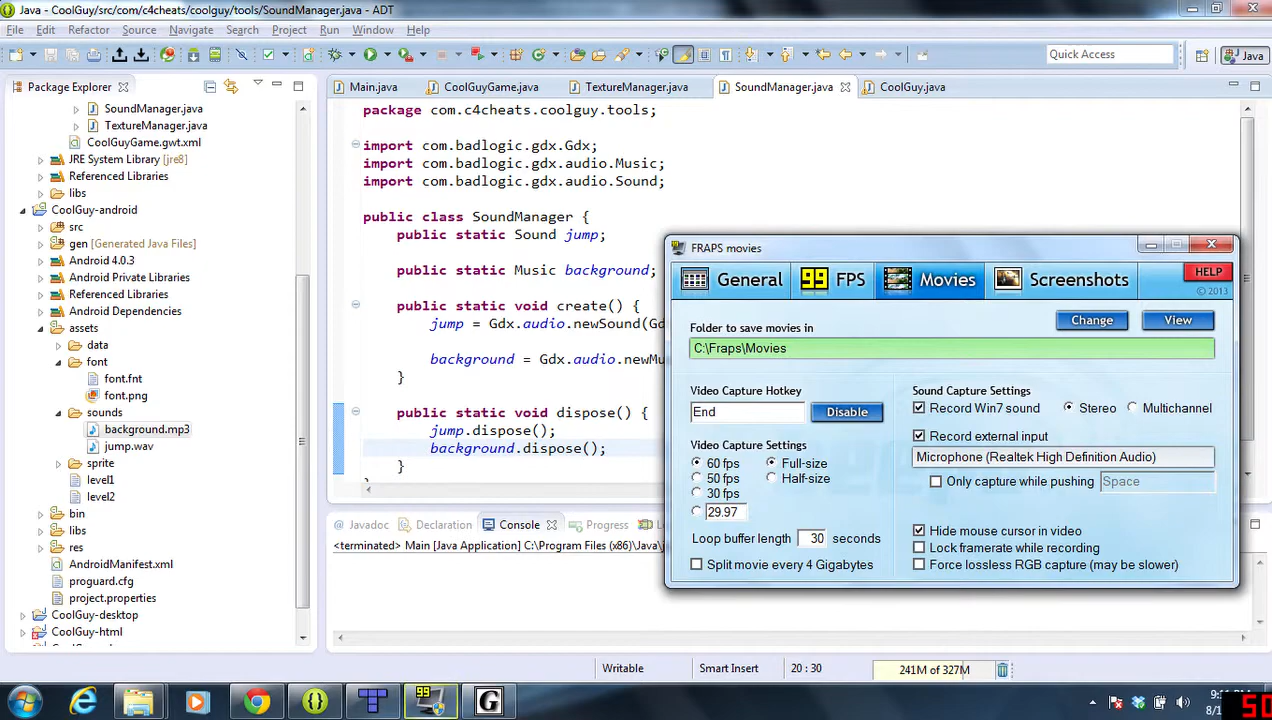 Java - CoolGuy/src/com/c4cheats/coolguy/tools/SoundManager.java - ADT
File Edit Refactor Source Navigate Search Project Run Window Help
Quick Access
Java
Package Explorer
Main.java
CoolGuyGame.java
TextureManager.java
SoundManager.java
CoolGuy.java
SoundManager.java
TextureManager.java
CoolGuyGame.gwt.xml
JRE System Library [jre8]
Referenced Libraries
libs
CoolGuy-android
src
gen [Generated Java Files]
Android 4.0.3
Android Private Libraries
Referenced Libraries
Android Dependencies
assets
data
font
font.fnt
font.png
sounds
background.mp3
jump.wav
sprite
level1
level2
bin
libs
res
AndroidManifest.xml
proguard.cfg
project.properties
CoolGuy-desktop
CoolGuy-html
package com.c4cheats.coolguy.tools;
import com.badlogic.gdx.Gdx;
import com.badlogic.gdx.audio.Music;
import com.badlogic.gdx.audio.Sound;
public class SoundManager {
public static Sound jump;
public static Music background;
public static void create() {
jump = Gdx.audio.newSound(Gd
background = Gdx.audio.newMu
}
public static void dispose() {
jump.dispose();
background.dispose();
}
Javadoc
Declaration
Console
Progress
<terminated> Main [Java Application] C:\Program Files (x86)\Java\j
FRAPS movies
General
99 FPS
Movies
Screenshots
HELP
© 2013
Folder to save movies in
Change
View
C:\Fraps\Movies
Video Capture Hotkey
End
Disable
Video Capture Settings
60 fps
Full-size
50 fps
Half-size
30 fps
29.97
Loop buffer length 30 seconds
Split movie every 4 Gigabytes
Sound Capture Settings
Record Win7 sound
Stereo
Multichannel
Record external input
Microphone (Realtek High Definition Audio)
Only capture while pushing
Space
Hide mouse cursor in video
Lock framerate while recording
Force lossless RGB capture (may be slower)
Writable
Smart Insert
20 : 30
241M of 327M
99
G
50